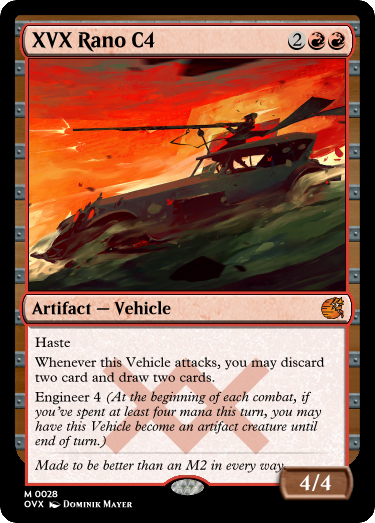 XVX Rano C4 2
Artifact — Vehicle
Haste
Whenever this Vehicle attacks, you may discard
two card and draw two cards.
Engineer 4 (At the beginning of each combat, if
you've spent at least four mana this turn, you may
have this Vehicle become an artifact creature until
end of turn.)
Made to be better than an M2 in every way.
4/4
M 0028
OVX DOMINIK MAYER